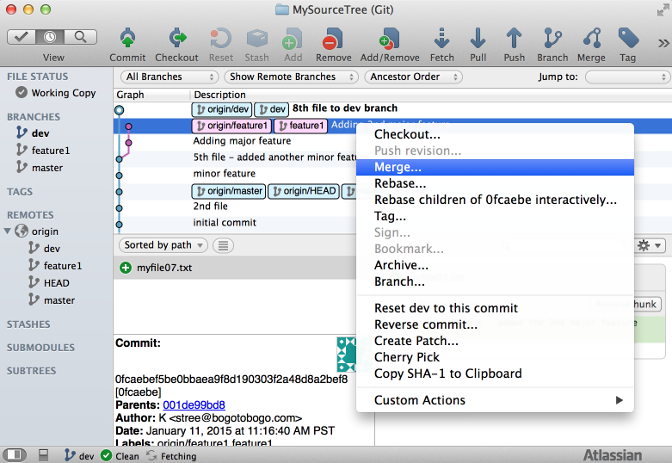 MySourceTree (Git)
View Commit Checkout Reset Stash Add Remove Add/Remove Fetch Pull Push Branch Merge Tag
All Branches Show Remote Branches Ancestor Order Jump to:
FILE STATUS
Working Copy
BRANCHES
dev
feature1
master
TAGS
REMOTES
origin
dev
feature1
HEAD
master
STASHES
SUBMODULES
SUBTREES
Graph Description
origin/dev dev 8th file to dev branch
origin/feature1 feature1 Adding 2nd major feature
Adding major feature
5th file - added another minor featu
minor feature
origin/master origin/HEAD
2nd file
initial commit
Checkout...
Push revision...
Merge...
Rebase...
Rebase children of 0fcaebe interactively...
Tag...
Sign...
Bookmark...
Archive...
Branch...
Reset dev to this commit
Reverse commit...
Create Patch...
Cherry Pick
Copy SHA-1 to Clipboard
Custom Actions
Sorted by path
myfile07.txt
hunk
Commit:
0fcaebef5be0bbaea9f8d190303f2a48d8a2bef8
[0fcaebe]
Parents: 001de99bd8
Author: K <stree@bogotobogo.com>
Date: January 11, 2015 at 11:16:40 AM PST
Labels: origin/feature1 feature1
dev Clean Fetching Atlassian